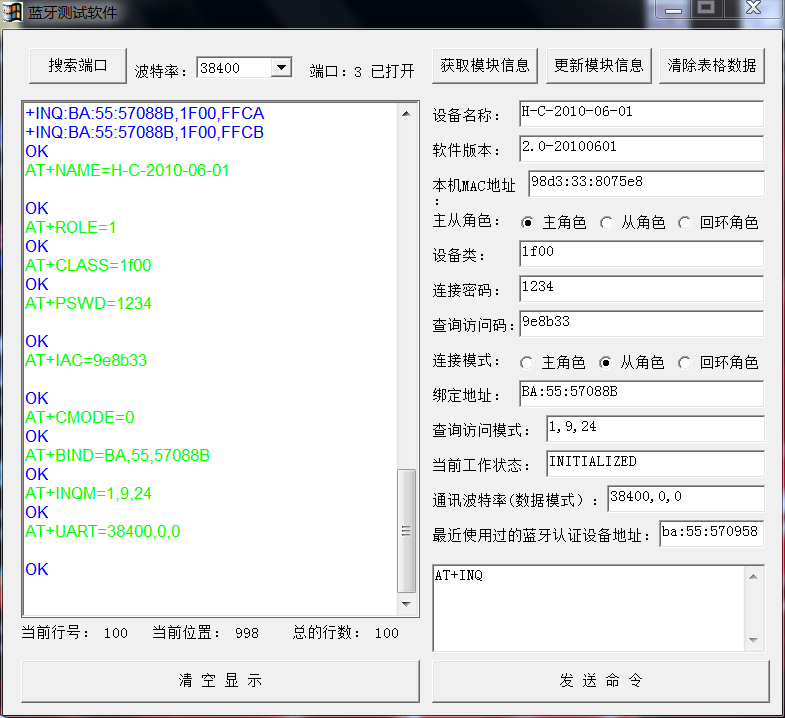 蓝牙测试软件
搜索端口
波特率：
38400
端口：3 已打开
获取模块信息
更新模块信息
清除表格数据
+INQ:BA:55:57088B,1F00,FFCA
+INQ:BA:55:57088B,1F00,FFCB
OK
AT+NAME=H-C-2010-06-01
OK
AT+ROLE=1
OK
AT+CLASS=1f00
OK
AT+PSWD=1234
OK
AT+IAC=9e8b33
OK
AT+CMODE=0
OK
AT+BIND=BA,55,57088B
OK
AT+INQM=1,9,24
OK
AT+UART=38400,0,0
OK
当前行号： 100 当前位置： 998 总的行数： 100
清 空 显 示
设备名称： H-C-2010-06-01
软件版本： 2.0-20100601
本机MAC地址： 98d3:33:8075e8
主从角色： 主角色 从角色 回环角色
设备类： 1f00
连接密码： 1234
查询访问码： 9e8b33
连接模式： 主角色 从角色 回环角色
绑定地址： BA:55:57088B
查询访问模式： 1,9,24
当前工作状态： INITIALIZED
通讯波特率(数据模式）： 38400,0,0
最近使用过的蓝牙认证设备地址： ba:55:570958
AT+INQ
发 送 命 令